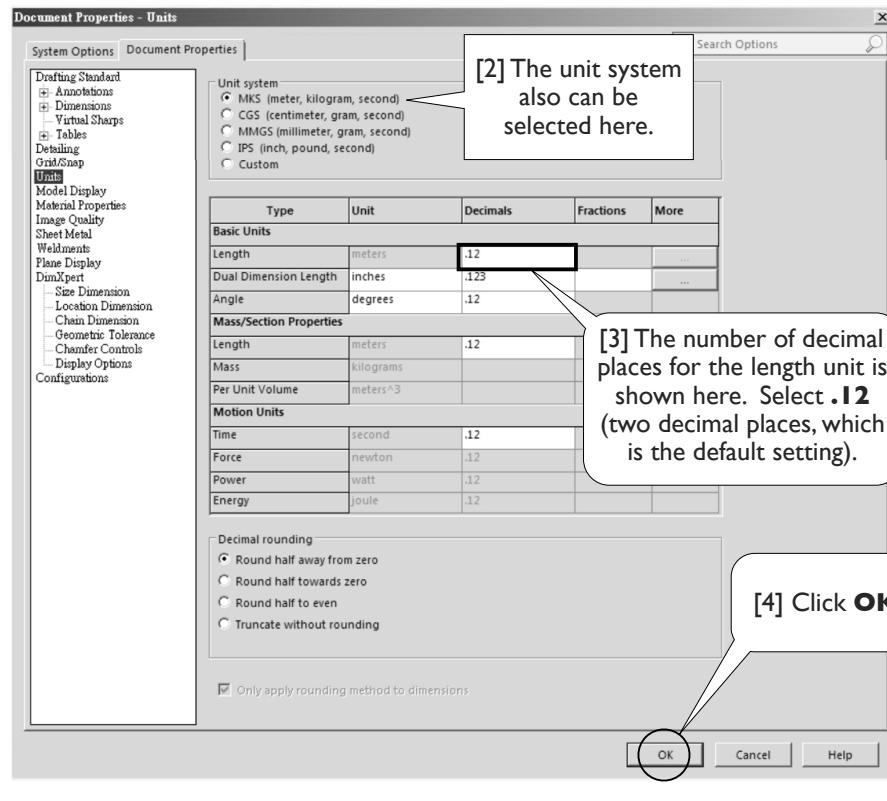 Document Properties - Units
System Options
Document Properties
Search Options
Drafting Standard
Annotations
Dimensions
Virtual Sharps
Tables
Detailing
Grid/Snap
Units
Model Display
Material Properties
Image Quality
Sheet Metal
Weldments
Plane Display
DimXpert
Size Dimension
Location Dimension
Chain Dimension
Geometric Tolerance
Chamfer Controls
Display Options
Configurations
Unit system
MKS (meter, kilogram, second)
CGS (centimeter, gram, second)
MMGS (millimeter, gram, second)
IPS (inch, pound, second)
Custom
[2] The unit system
also can be
selected here.
Type Unit Decimals Fractions More
Basic Units
Length meters .12 ...
Dual Dimension Length inches .123 ...
Angle degrees .12
Mass/Section Properties
Length meters .12
Mass kilograms
Per Unit Volume meters^3
Motion Units
Time second .12
Force newton .12
Power watt .12
Energy joule .12
[3] The number of decimal
places for the length unit is
shown here. Select .12
(two decimal places, which
is the default setting).
Decimal rounding
Round half away from zero
Round half towards zero
Round half to even
Truncate without rounding
Only apply rounding method to dimensions
[4] Click OK
OK Cancel Help